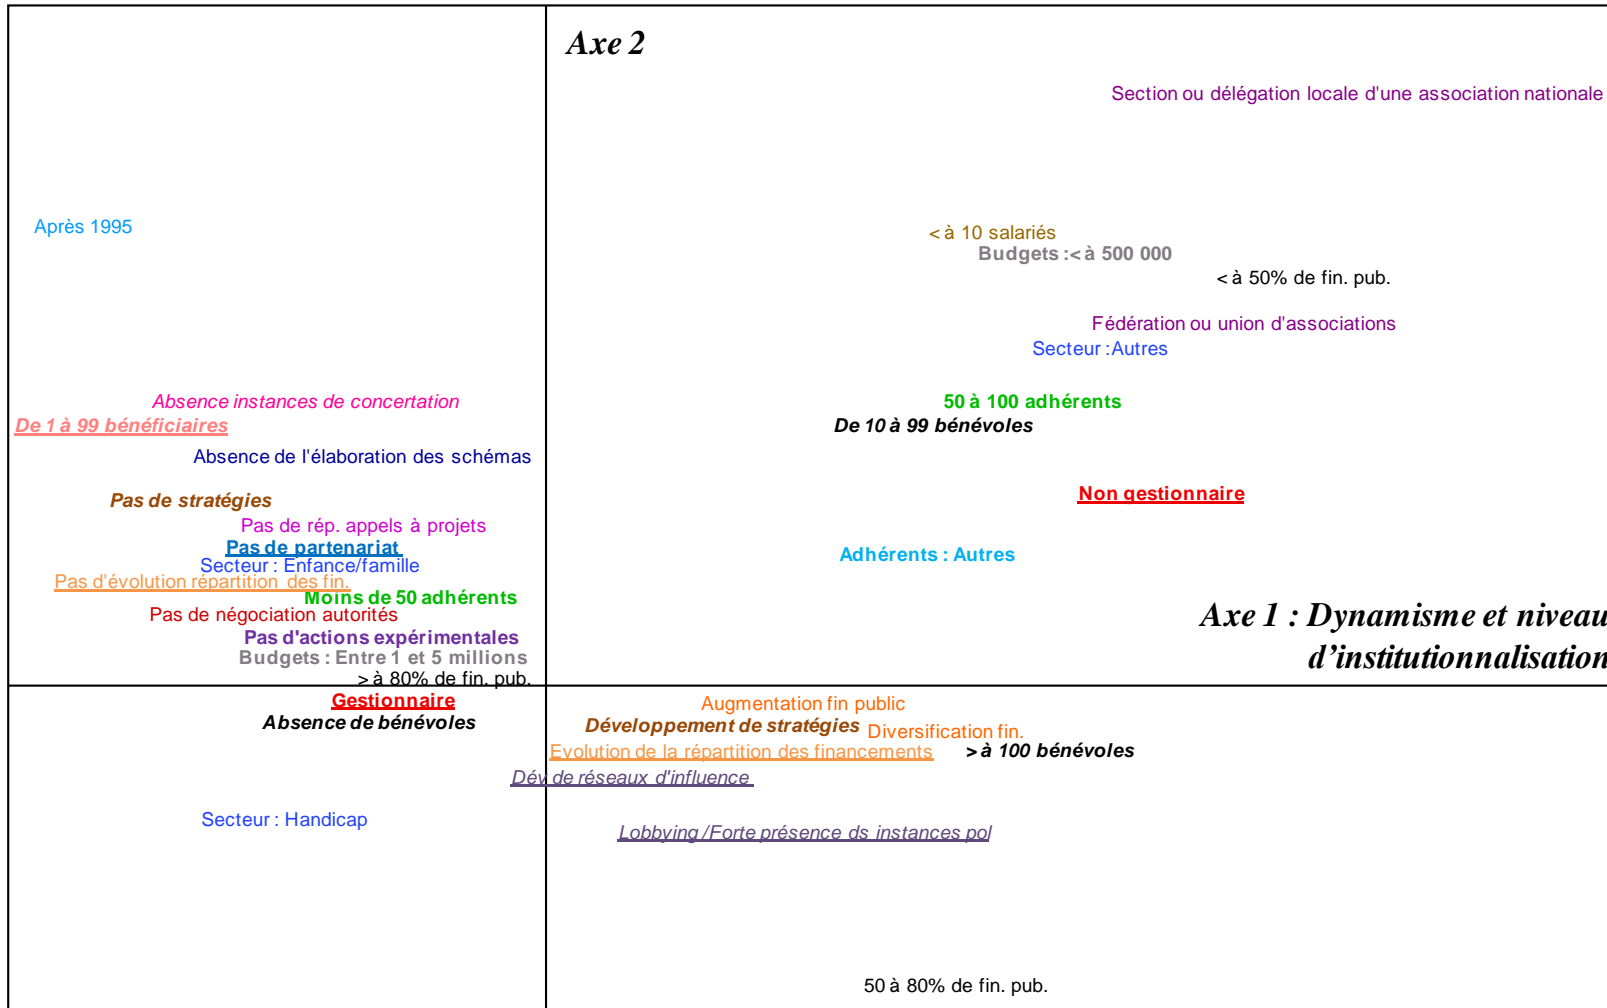 Axe 2
Section ou délégation locale d'une association nationale
Après 1995
< à 10 salariés
Budgets :< à 500 000
< à 50% de fin. pub.
Fédération ou union d'associations
Secteur :Autres
Absence instances de concertation
50 à 100 adhérents
De 1 à 99 bénéficiaires
De 10 à 99 bénévoles
Absence de l'élaboration des schémas
Pas de stratégies
Non gestionnaire
Pas de rép. appels à projets
Pas de partenariat
Adhérents : Autres
Secteur : Enfance/famille
Pas d'évolution répartition des fin.
Moins de 50 adhérents
Pas de négociation autorités
Axe 1 : Dynamisme et niveau
d’institutionnalisation
Pas d'actions expérimentales
Budgets : Entre 1 et 5 millions
> à 80% de fin. pub.
Gestionnaire
Augmentation fin public
Absence de bénévoles
Développement de stratégies
Diversification fin.
Evolution de la répartition des financements
> à 100 bénévoles
Dév de réseaux d'influence
Secteur : Handicap
Lobbying /Forte présence ds instances pol
50 à 80% de fin. pub.